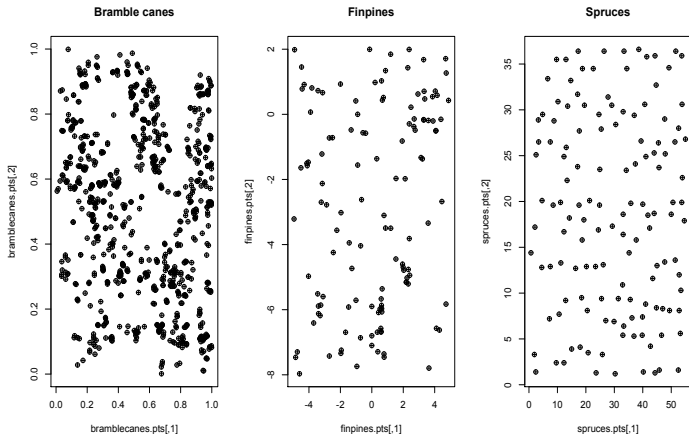 Bramble canes
bramblecanes.pts[,2]
1.0
0.8
0.6
0.4
0.2
0.0
0.0 0.2 0.4 0.6 0.8 1.0
bramblecanes.pts[,1]
Finpines
finpines.pts[,2]
2
0
-2
-4
-6
-8
-4 -2 0 2 4
finpines.pts[,1]
Spruces
spruces.pts[,2]
35
30
25
20
15
10
5
0
0 10 20 30 40 50
spruces.pts[,1]